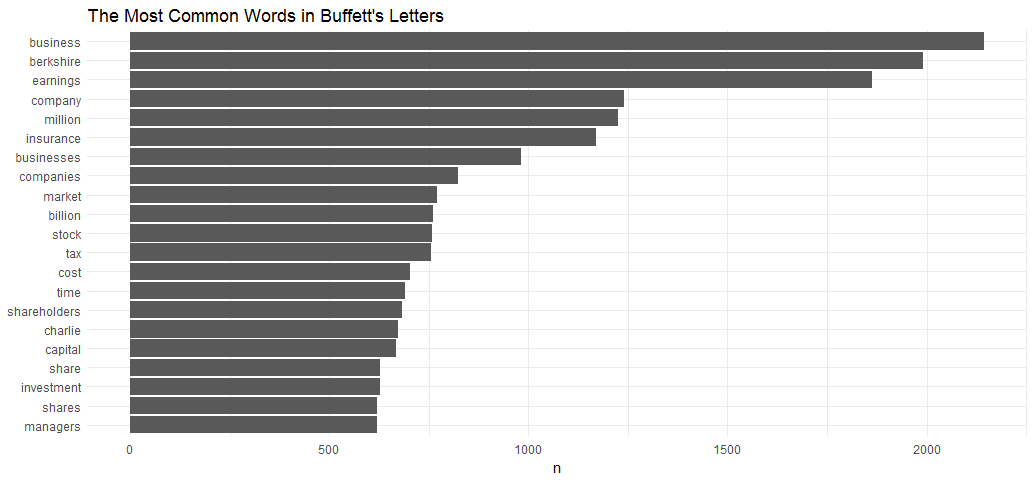 The Most Common Words in Buffett's Letters
business
berkshire
earnings
company
million
insurance
businesses
companies
market
billion
stock
tax
cost
time
shareholders
charlie
capital
share
investment
shares
managers
0 500 1000 1500 2000
n